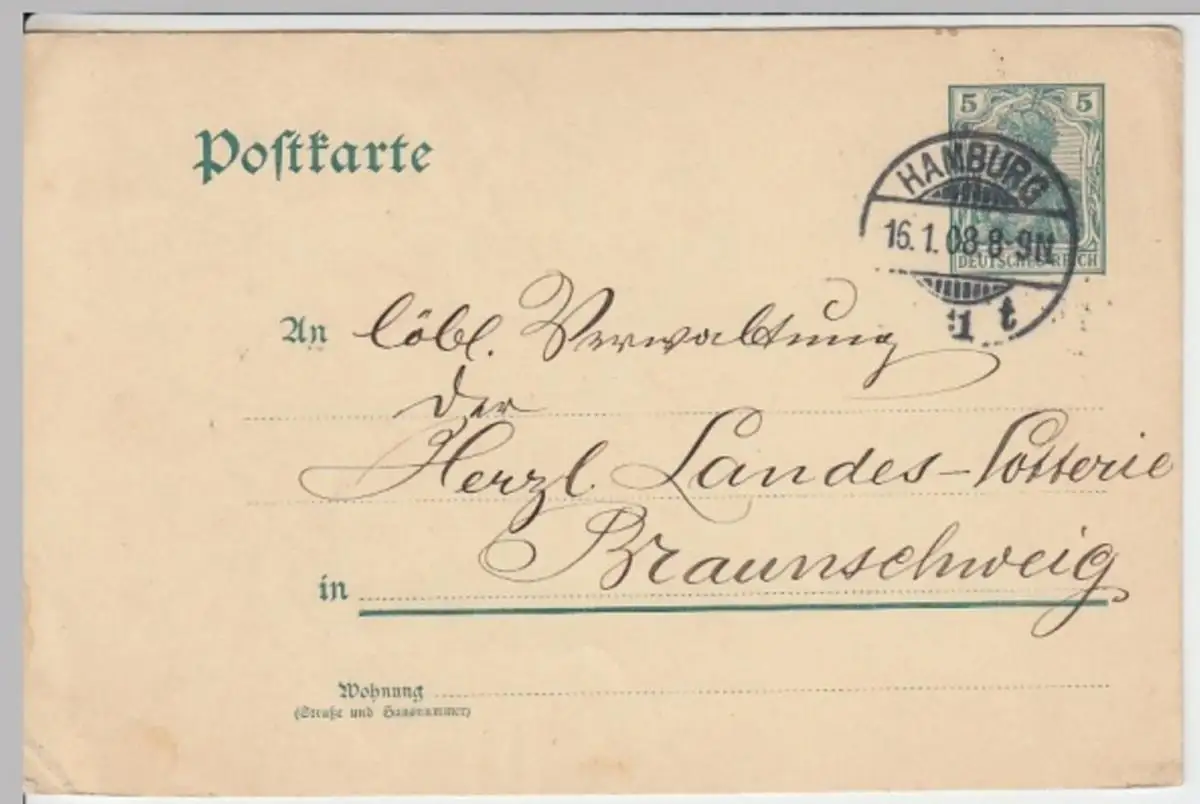 5 5
Postkarte
HAMBURG
16.1.08.8-9N
DEUTSCHES REICH
*1 t
An löbl. Verwaltung
der
Herzl. Landes-Lotterie
in Braunschweig
Wohnung
(Straße und Hausnummer)